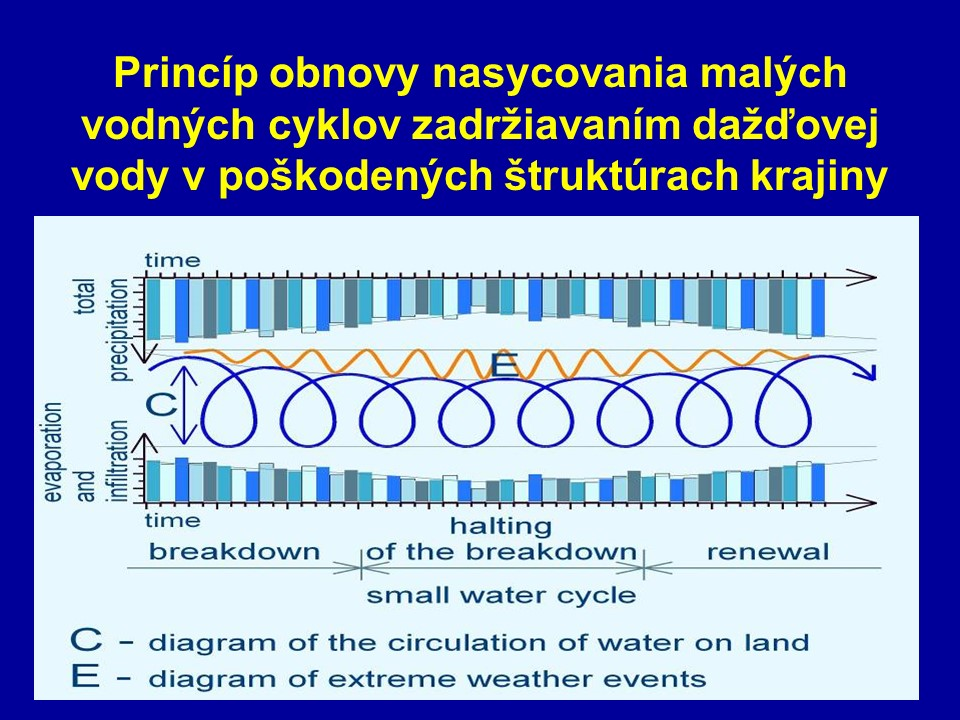 Princíp obnovy nasycovania malých
vodných cyklov zadržiavaním dažďovej
vody v poškodených štruktúrach krajiny
time
total
precipitation
E
C
evaporation
and
infiltration
time
breakdown
halting
of the breakdown
renewal
small water cycle
C - diagram of the circulation of water on land
E - diagram of extreme weather events